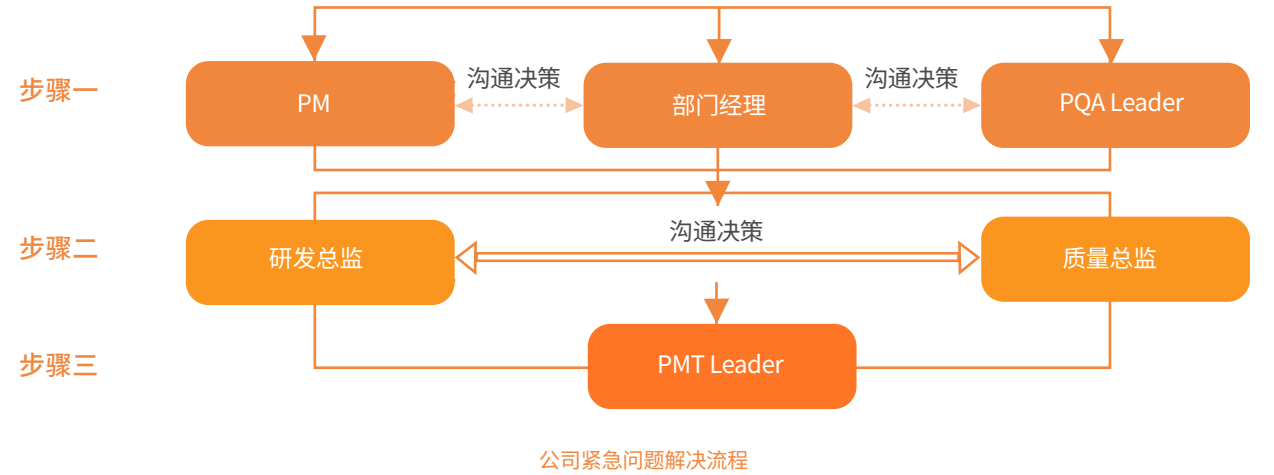 沟通决策
沟通决策
步骤一
PM
部门经理
PQA Leader
沟通决策
步骤二
研发总监
质量总监
步骤三
PMT Leader
公司紧急问题解决流程